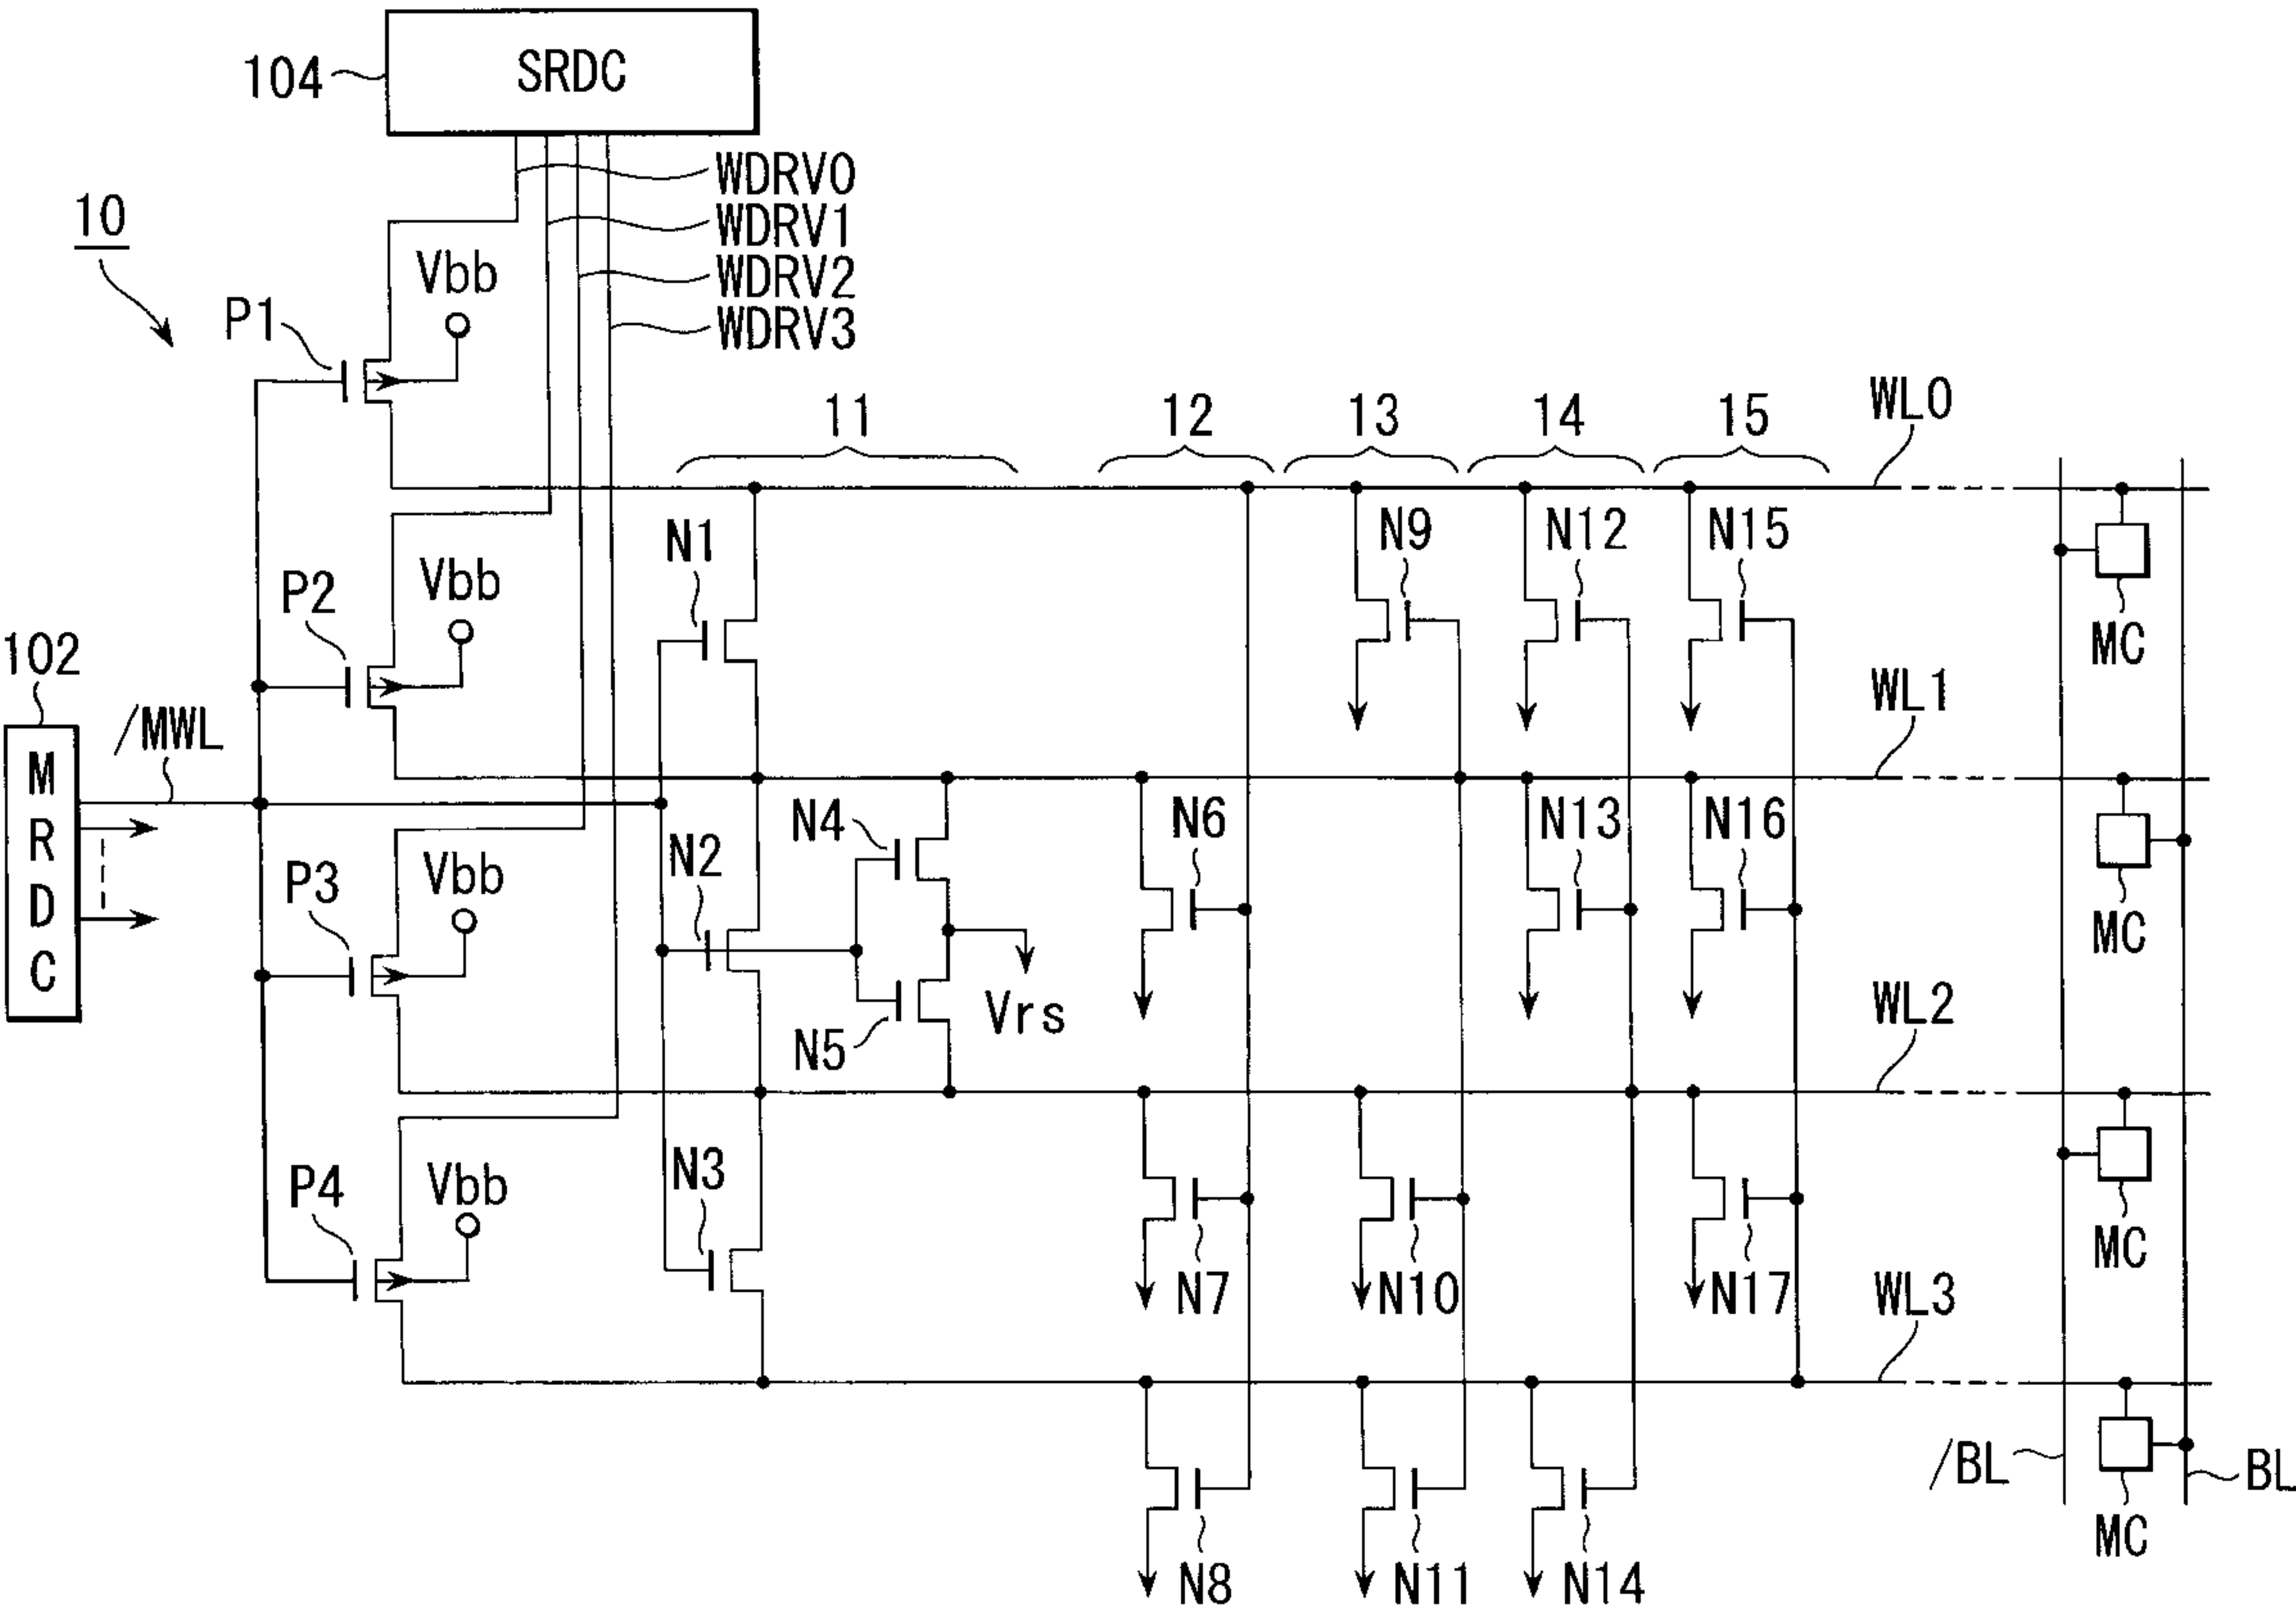 SRDC
104
WDRV0
WDRV1
WDRV2
WDRV3
10
Vbb
P1
11
12
13
14
15
WL0
N1
N9
N12
N15
MC
P2
Vbb
102
/MWL
WL1
M
R
D
C
N4
N2
N6
N13
N16
MC
P3
Vbb
Vrs
N5
WL2
P4
Vbb
N3
N7
N10
N17
MC
WL3
/BL
BL
MC
N8
N11
N14